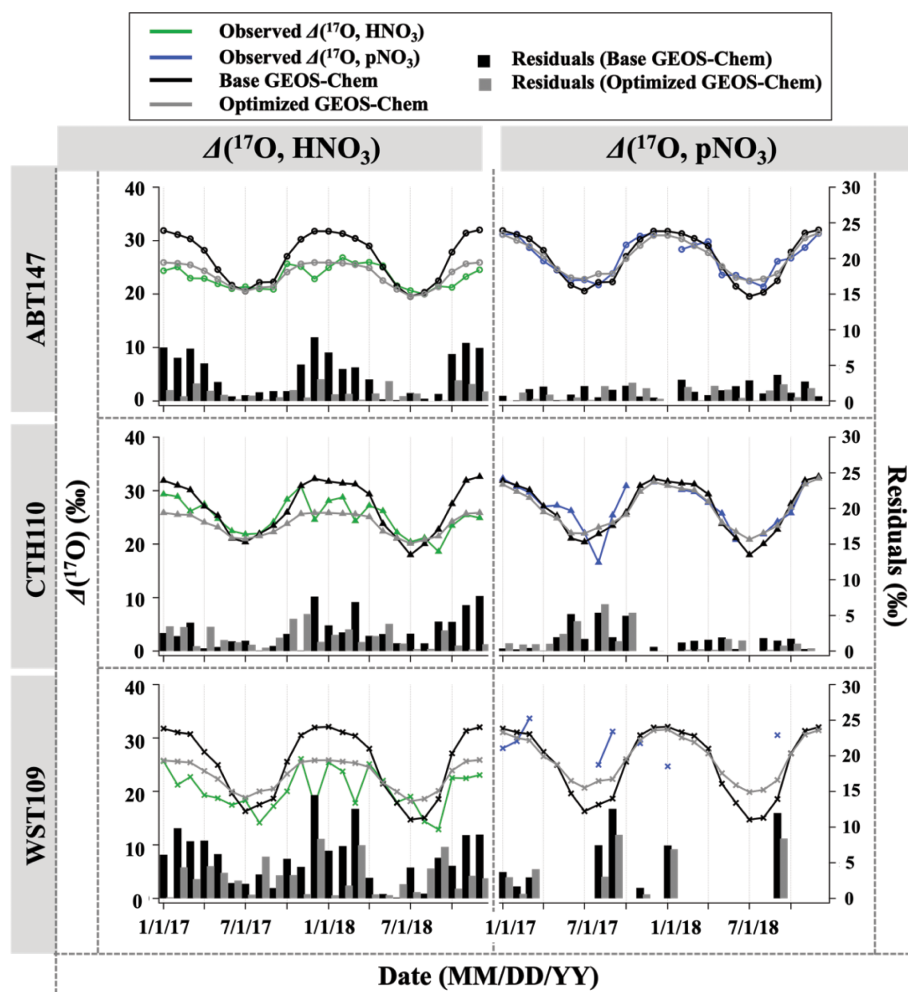 Observed Δ(¹⁷O, HNO₃)
Observed Δ(¹⁷O, pNO₃)
Base GEOS-Chem
Optimized GEOS-Chem
Residuals (Base GEOS-Chem)
Residuals (Optimized GEOS-Chem)
Δ(¹⁷O, HNO₃)
Δ(¹⁷O, pNO₃)
ABT147
CTH110
WST109
Δ(¹⁷O) (‰)
Residuals (‰)
40
30
20
10
0
30
25
20
15
10
5
0
40
30
20
10
0
30
25
20
15
10
5
0
40
30
20
10
0
30
25
20
15
10
5
0
1/1/17 7/1/17 1/1/18 7/1/18
1/1/17 7/1/17 1/1/18 7/1/18
Date (MM/DD/YY)